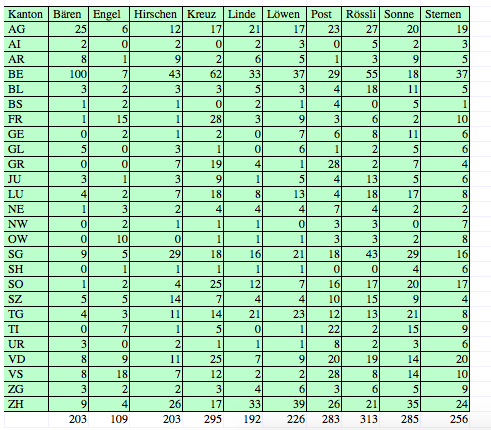 Kanton Bären Engel Hirschen Kreuz Linde Löwen Post Rössli Sonne Sternen
AG 25 6 12 17 21 17 23 27 20 19
AI 2 0 2 0 2 3 0 5 2 3
AR 8 1 9 2 6 5 1 3 9 5
BE 100 7 43 62 33 37 29 55 18 37
BL 3 2 3 3 5 3 4 18 11 5
BS 1 2 1 0 2 1 4 0 5 1
FR 1 15 1 28 3 9 3 6 2 10
GE 0 2 1 2 0 7 6 8 11 6
GL 5 0 3 1 0 6 1 2 5 6
GR 0 0 7 19 4 1 28 2 7 4
JU 3 1 3 9 1 5 4 13 5 6
LU 4 2 7 18 8 13 4 18 17 8
NE 1 3 2 4 4 4 7 4 2 2
NW 0 2 1 1 1 0 3 3 0 7
OW 0 10 0 1 1 1 3 3 2 8
SG 9 5 29 18 16 21 18 43 29 16
SH 0 1 1 1 1 1 0 0 4 6
SO 1 2 4 25 12 7 16 17 20 17
SZ 5 5 14 7 4 4 10 15 9 4
TG 4 3 11 14 21 23 12 13 21 8
TI 0 7 1 5 0 1 22 2 15 9
UR 3 0 2 1 1 1 8 2 3 6
VD 8 9 11 25 7 9 20 19 14 20
VS 8 18 7 12 2 2 28 8 14 10
ZG 3 2 2 3 4 6 3 6 5 9
ZH 9 4 26 17 33 39 26 21 35 24
203 109 203 295 192 226 283 313 285 256